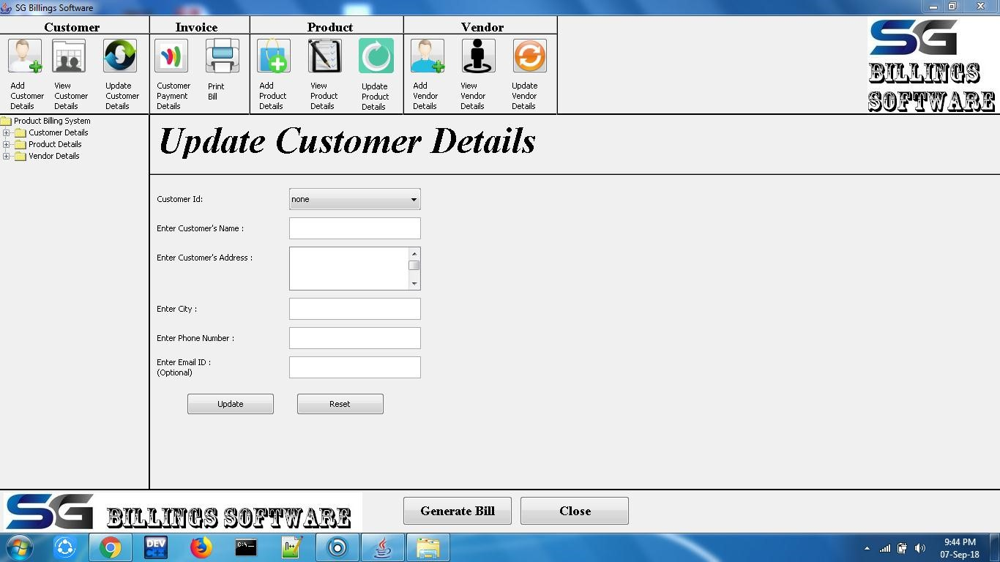 SG Billings Software
Customer
Invoice
Product
Vendor
Add
Customer
Details
View
Customer
Details
Update
Customer
Details
Customer
Payment
Details
Print
Bill
Add
Product
Details
View
Product
Details
Update
Product
Details
Add
Vendor
Details
View
Vendor
Details
Update
Vendor
Details
SG
BILLINGS
SOFTWARE
Product Billing System
Customer Details
Product Details
Vendor Details
Update Customer Details
Customer Id:
none
Enter Customer's Name :
Enter Customer's Address :
Enter City :
Enter Phone Number :
Enter Email ID :
(Optional)
Update
Reset
SG BILLINGS SOFTWARE
Generate Bill
Close
DEV
C++
C:\
N++
9:44 PM
07-Sep-18